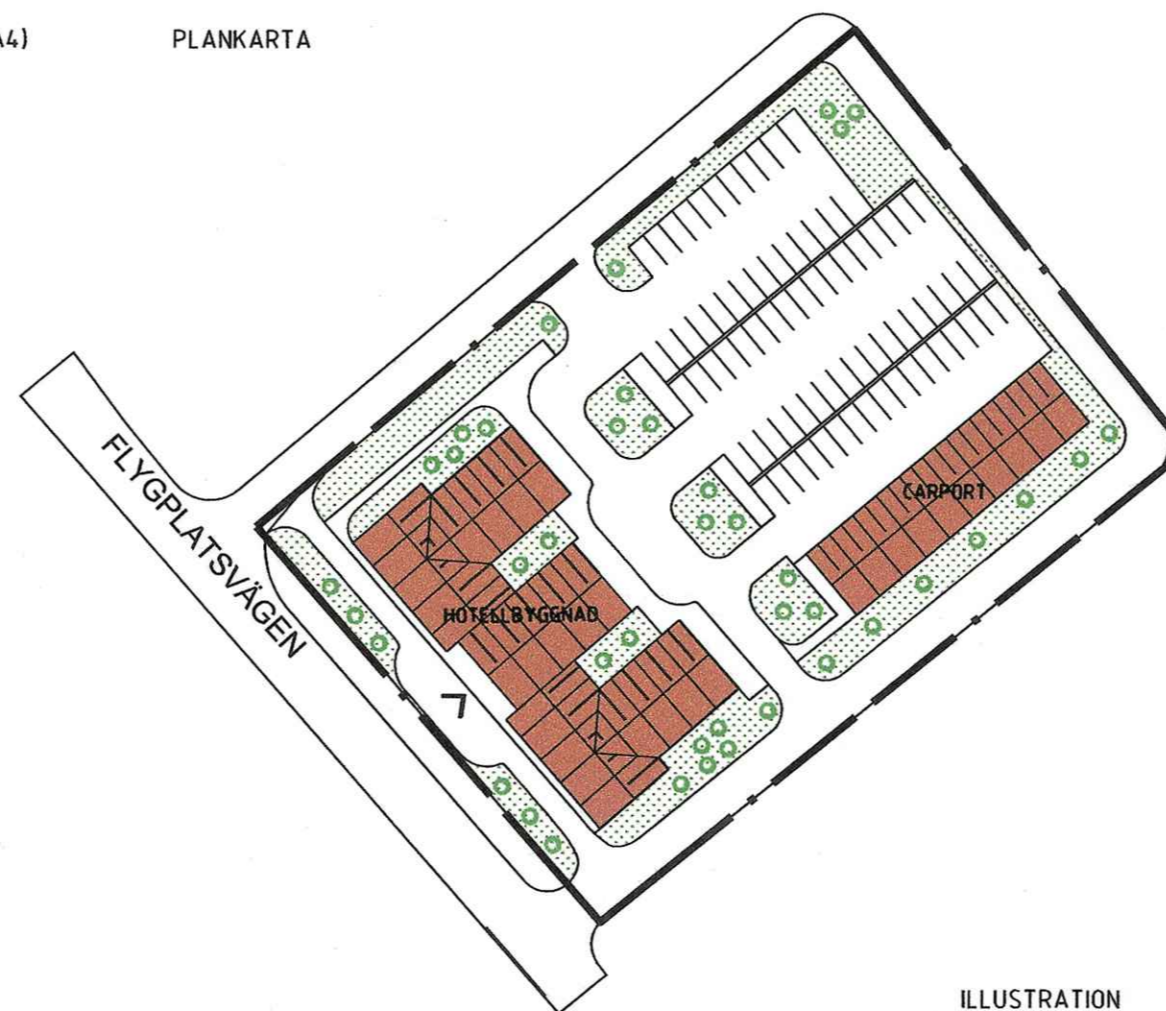 A4)
PLANKARTA
FLYGPLATSVÄGEN
CARPORT
HOTELLBYGGNAD
ILLUSTRATION